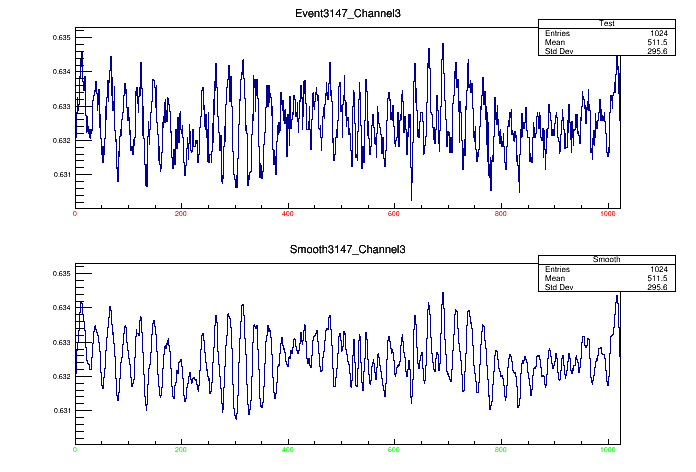 Event3147_Channel3
Test
Entries 1024
Mean 511.5
Std Dev 295.6
0.635
0.634
0.633
0.632
0.631
0 200 400 600 800 1000
Smooth3147_Channel3
Smooth
Entries 1024
Mean 511.5
Std Dev 295.6
0.635
0.634
0.633
0.632
0.631
0 200 400 600 800 1000